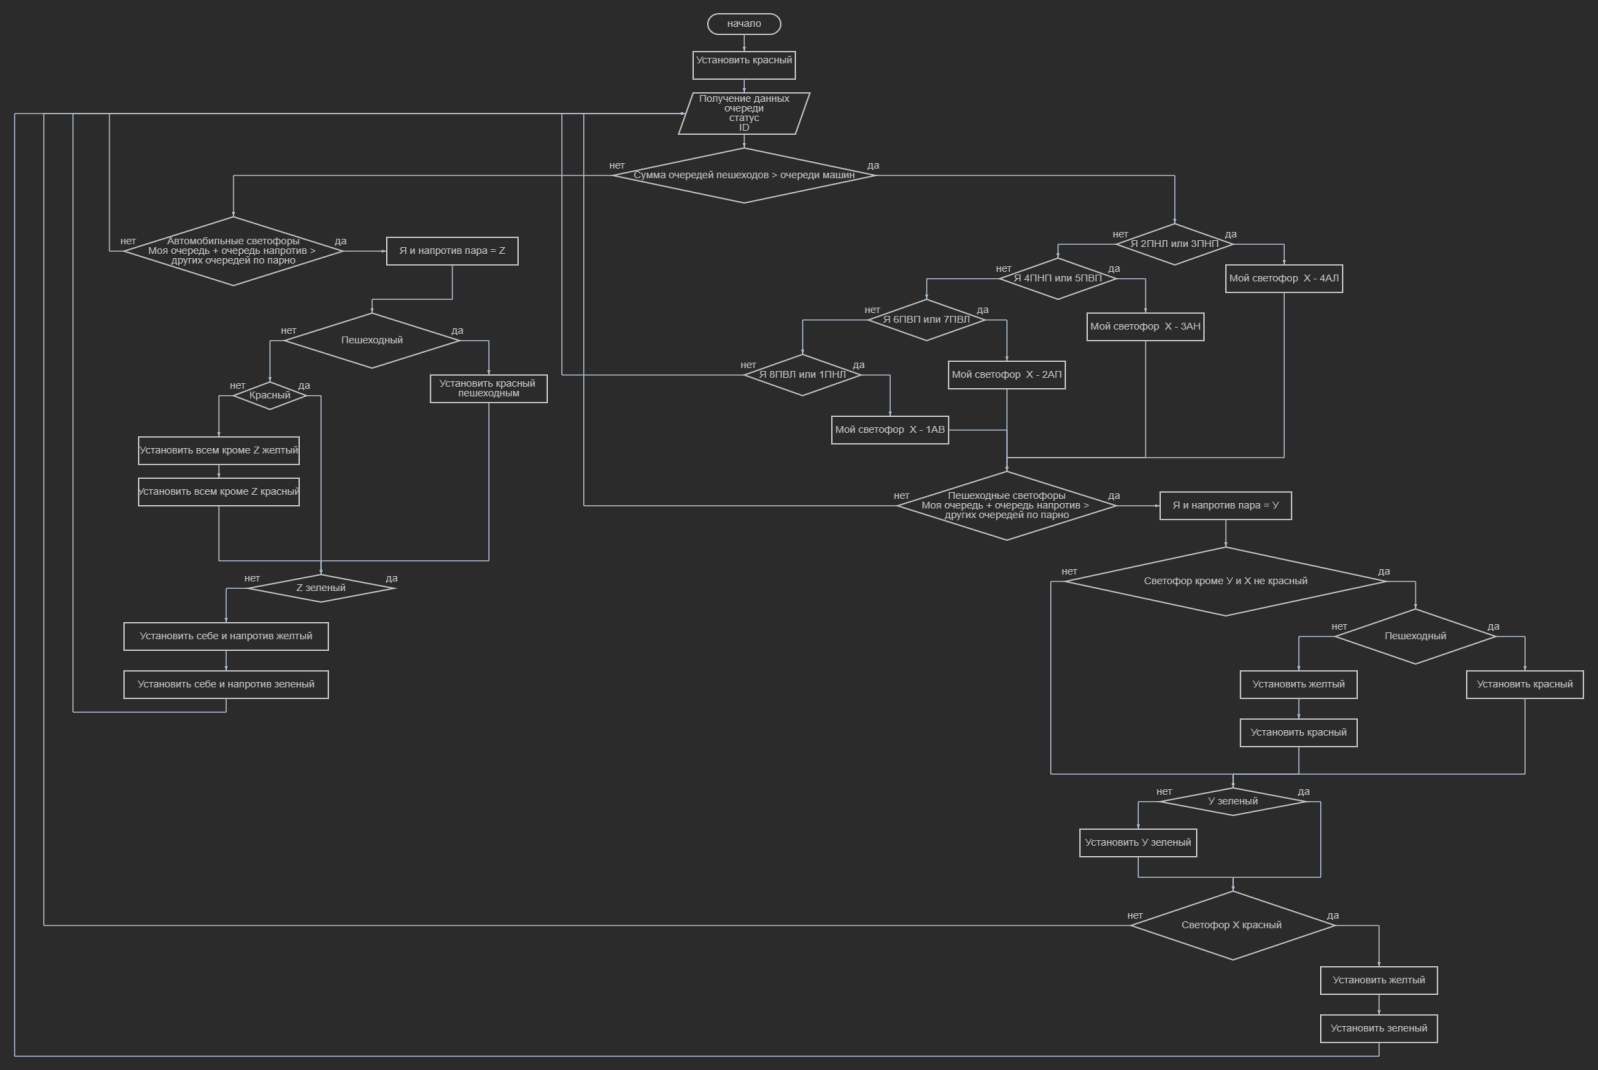 начало
Установить красный
Получение данных
очереди
статус
ID
нет
да
Сумма очередей пешеходов > очереди машин
нет
да
Автомобильные светофоры
Моя очередь + очередь напротив >
других очередей по парно
Я и напротив пара = Z
нет
да
Пешеходный
нет
да
Красный
Установить красный
пешеходным
Установить всем кроме Z желтый
Установить всем кроме Z красный
нет
да
Z зеленый
Установить себе и напротив желтый
Установить себе и напротив зеленый
нет
да
Я 2ПНЛ или 3ПНП
Мой светофор X - 4АЛ
нет
да
Я 4ПНП или 5ПВП
Мой светофор X - 3АН
нет
да
Я 6ПВП или 7ПВЛ
Мой светофор X - 2АП
нет
да
Я 8ПВЛ или 1ПНЛ
Мой светофор X - 1АВ
нет
да
Пешеходные светофоры
Моя очередь + очередь напротив >
других очередей по парно
Я и напротив пара = У
нет
да
Светофор кроме У и X не красный
нет
да
Пешеходный
Установить желтый
Установить красный
Установить красный
нет
да
У зеленый
Установить У зеленый
нет
да
Светофор X красный
Установить желтый
Установить зеленый